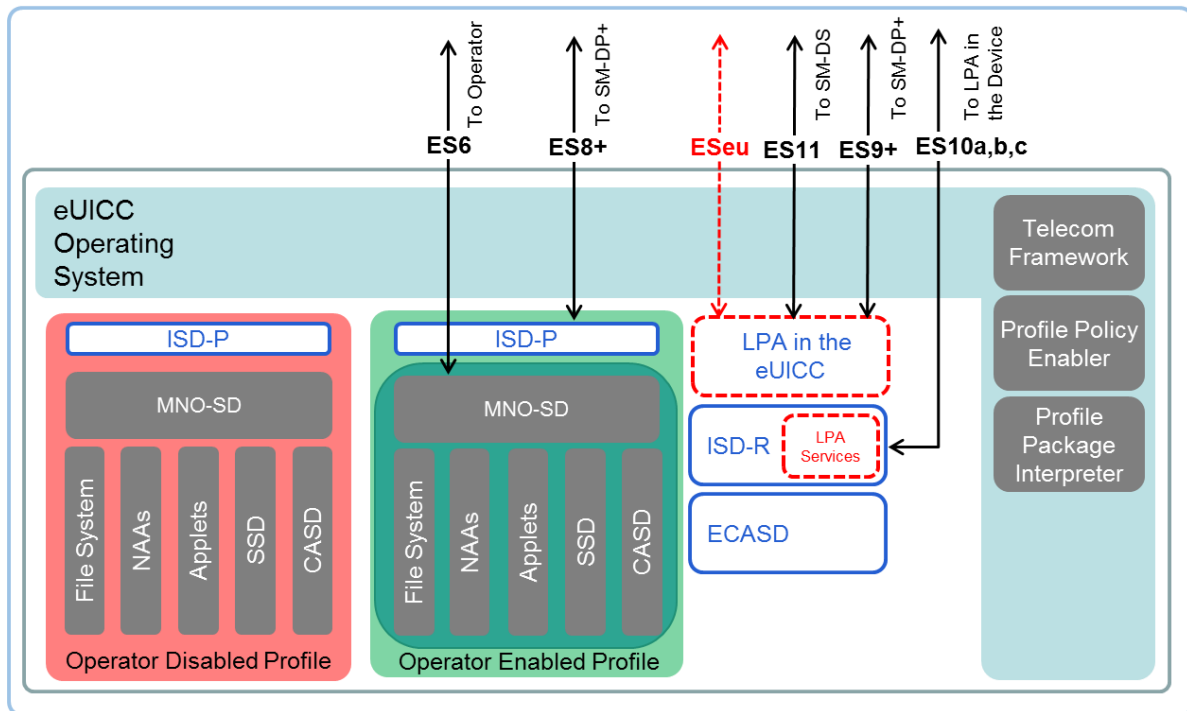 To Operator
To SM-DP+
To SM-DS
To SM-DP+
To LPA in
the Device
ES6
ES8+
ESeu
ES11
ES9+
ES10a,b,c
eUICC
Operating
System
Telecom
Framework
Profile Policy
Enabler
Profile
Package
Interpreter
ISD-P
MNO-SD
File System
NAAs
Applets
SSD
CASD
Operator Disabled Profile
ISD-P
MNO-SD
File System
NAAs
Applets
SSD
CASD
Operator Enabled Profile
LPA in the
eUICC
ISD-R
LPA
Services
ECASD